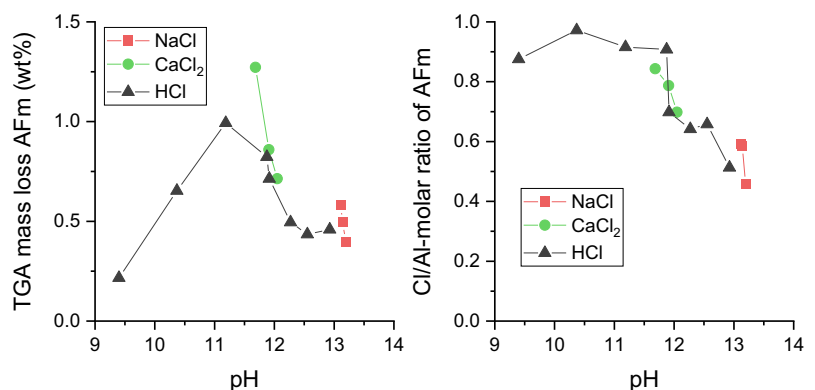 TGA mass loss AFm (wt%)
1.5
1.0
0.5
0.0
NaCl
CaCl₂
HCl
9 10 11 12 13 14
pH
Cl/Al-molar ratio of AFm
1.0
0.8
0.6
0.4
0.2
0.0
NaCl
CaCl₂
HCl
9 10 11 12 13 14
pH